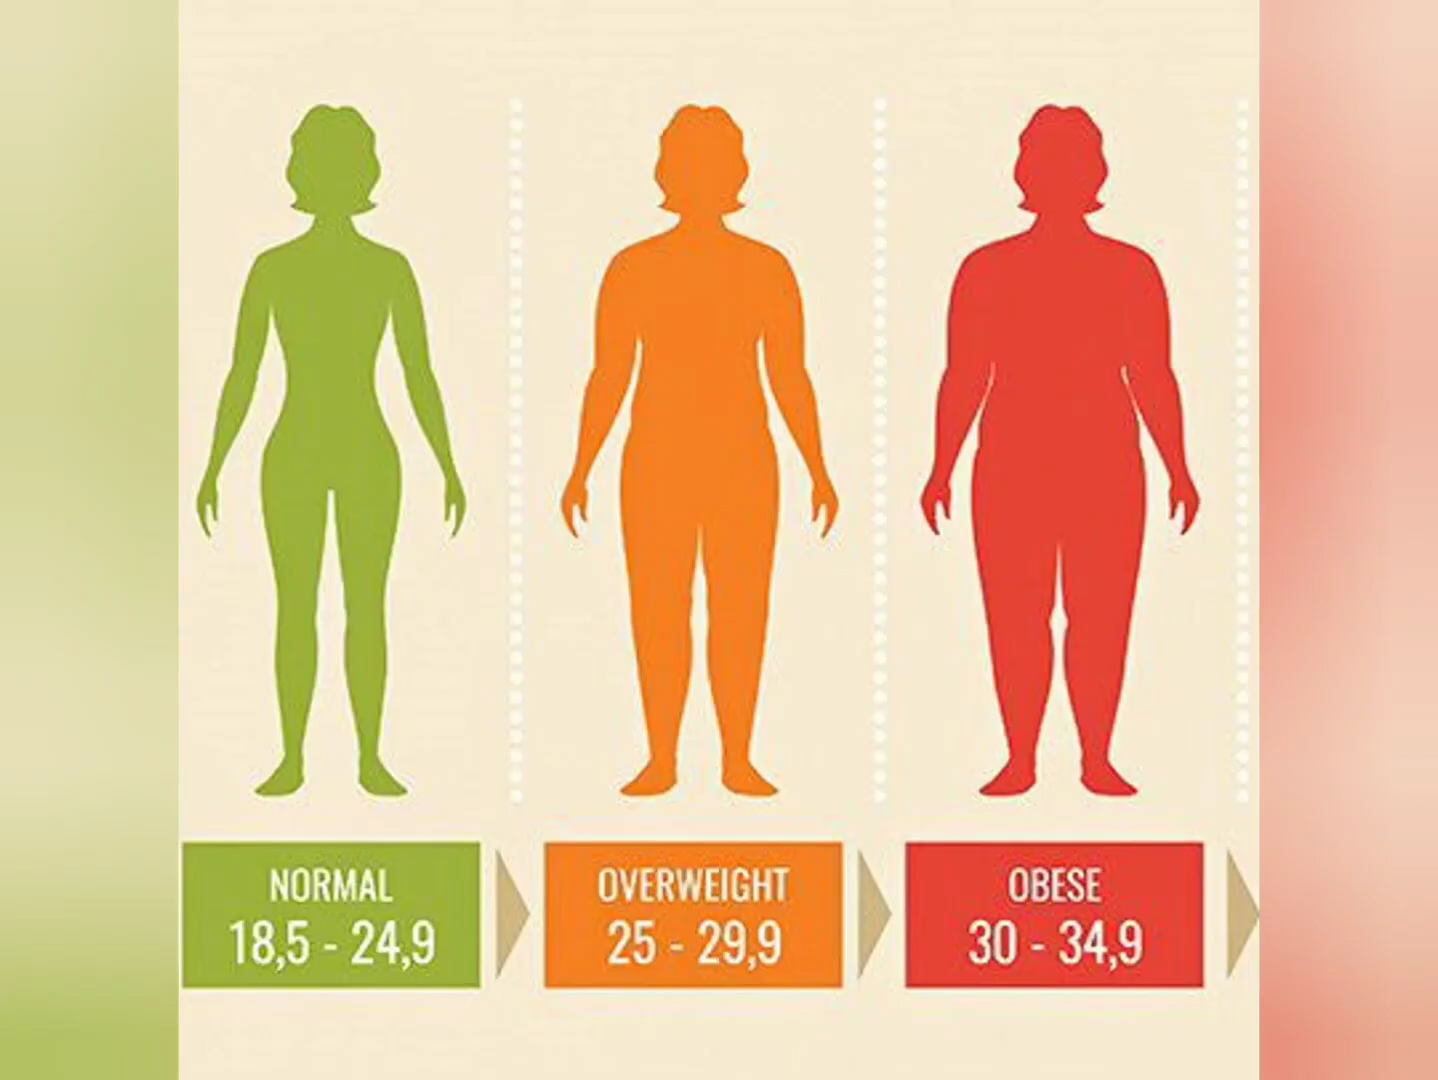 NORMAL
18,5 - 24,9
OVERWEIGHT
25 - 29,9
OBESE
30 - 34,9